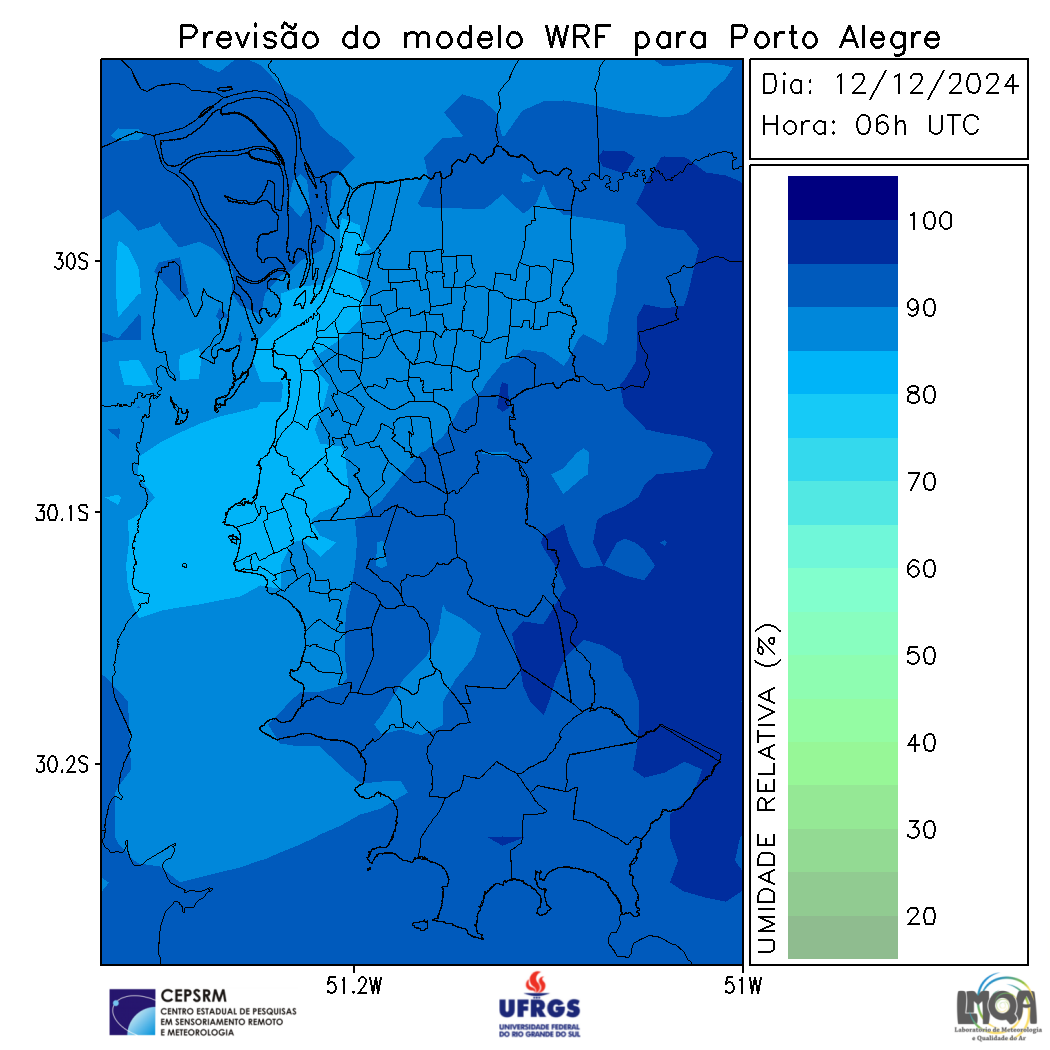 Previsão do modelo WRF para Porto Alegre
Dia: 12/12/2024
Hora: 06h UTC
100
90
80
70
60
50
40
30
20
UMIDADE RELATIVA (%)
30S
30.1S
30.2S
51.2W
51W
CEPSRM
CENTRO ESTADUAL DE PESQUISAS
EM SENSORIAMENTO REMOTO
E METEOROLOGIA
UFRGS
UNIVERSIDADE FEDERAL
DO RIO GRANDE DO SUL
LMQA
Laboratório de Meteorologia
e Qualidade do Ar